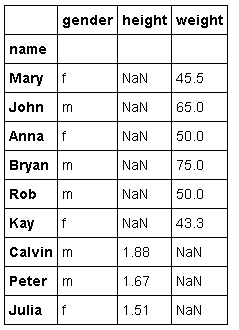 gender height weight
name
Mary f NaN 45.5
John m NaN 65.0
Anna f NaN 50.0
Bryan m NaN 75.0
Rob m NaN 50.0
Kay f NaN 43.3
Calvin m 1.88 NaN
Peter m 1.67 NaN
Julia f 1.51 NaN